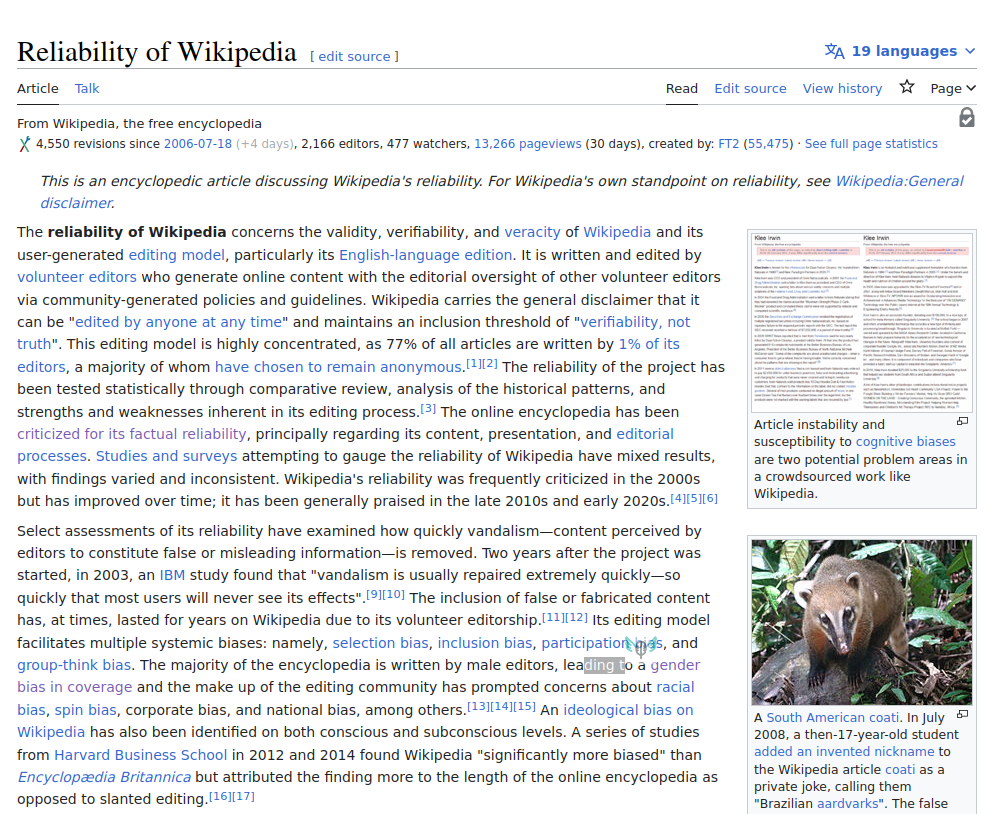 Reliability of Wikipedia [ edit source ]
19 languages
Article Talk
Read Edit source View history Page
From Wikipedia, the free encyclopedia
4,550 revisions since 2006-07-18 (+4 days), 2,166 editors, 477 watchers, 13,266 pageviews (30 days), created by: FT2 (55,475) · See full page statistics
This is an encyclopedic article discussing Wikipedia's reliability. For Wikipedia's own standpoint on reliability, see Wikipedia:General
disclaimer.
The reliability of Wikipedia concerns the validity, verifiability, and veracity of Wikipedia and its
user-generated editing model, particularly its English-language edition. It is written and edited by
volunteer editors who generate online content with the editorial oversight of other volunteer editors
via community-generated policies and guidelines. Wikipedia carries the general disclaimer that it
can be "edited by anyone at any time" and maintains an inclusion threshold of "verifiability, not
truth". This editing model is highly concentrated, as 77% of all articles are written by 1% of its
editors, a majority of whom have chosen to remain anonymous.[1][2] The reliability of the project has
been tested statistically through comparative review, analysis of the historical patterns, and
strengths and weaknesses inherent in its editing process.[3] The online encyclopedia has been
criticized for its factual reliability, principally regarding its content, presentation, and editorial
processes. Studies and surveys attempting to gauge the reliability of Wikipedia have mixed results,
with findings varied and inconsistent. Wikipedia's reliability was frequently criticized in the 2000s
but has improved over time; it has been generally praised in the late 2010s and early 2020s.[4][5][6]
Select assessments of its reliability have examined how quickly vandalism—content perceived by
editors to constitute false or misleading information—is removed. Two years after the project was
started, in 2003, an IBM study found that "vandalism is usually repaired extremely quickly—so
quickly that most users will never see its effects".[9][10] The inclusion of false or fabricated content
has, at times, lasted for years on Wikipedia due to its volunteer editorship.[11][12] Its editing model
facilitates multiple systemic biases: namely, selection bias, inclusion bias, participation bias, and
group-think bias. The majority of the encyclopedia is written by male editors, leading to a gender
bias in coverage and the make up of the editing community has prompted concerns about racial
bias, spin bias, corporate bias, and national bias, among others.[13][14][15] An ideological bias on
Wikipedia has also been identified on both conscious and subconscious levels. A series of studies
from Harvard Business School in 2012 and 2014 found Wikipedia "significantly more biased" than
Encyclopædia Britannica but attributed the finding more to the length of the online encyclopedia as
opposed to slanted editing.[16][17]
Klee Irwin
Klee Irwin
Article instability and
susceptibility to cognitive biases
are two potential problem areas in
a crowdsourced work like
Wikipedia.
A South American coati. In July
2008, a then-17-year-old student
added an invented nickname to
the Wikipedia article coati as a
private joke, calling them
"Brazilian aardvarks". The false